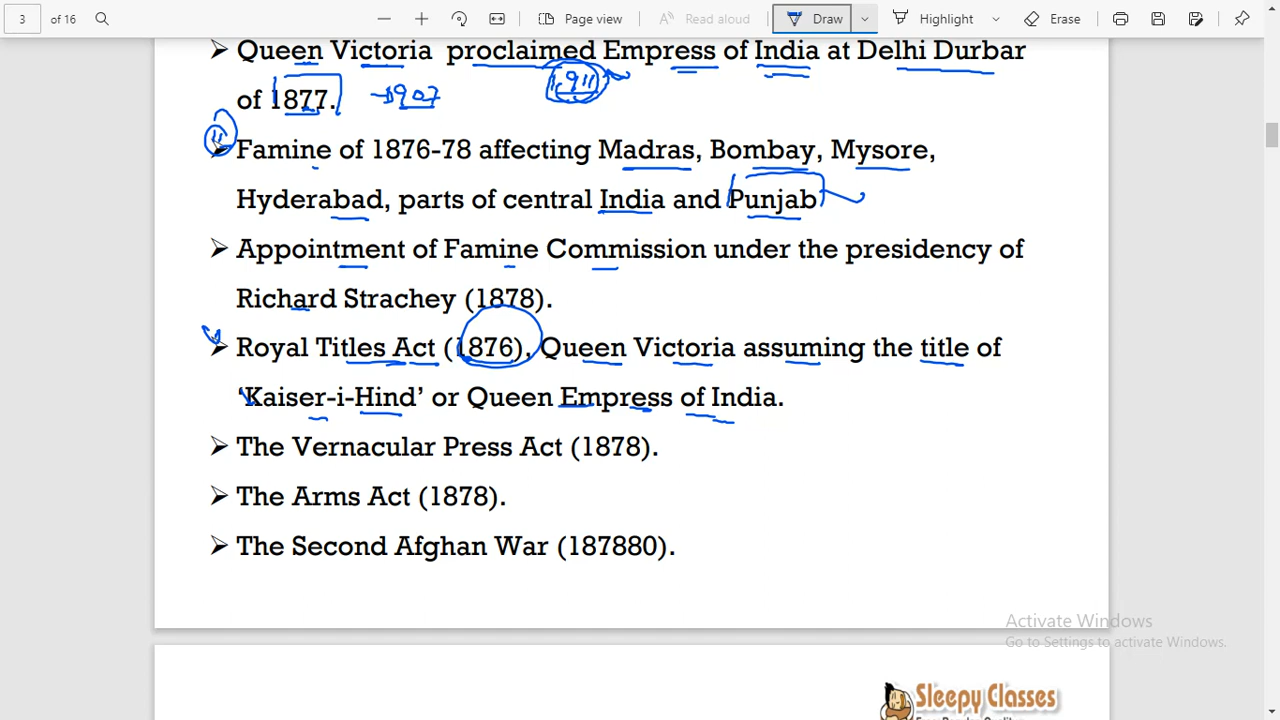 3 of 16 Page view Read aloud Draw Highlight Erase
➢ Queen Victoria proclaimed Empress of India at Delhi Durbar
1911
of 1877. 1907
➢ Famine of 1876-78 affecting Madras, Bombay, Mysore,
Hyderabad, parts of central India and Punjab
➢ Appointment of Famine Commission under the presidency of
Richard Strachey (1878).
➢ Royal Titles Act (1876), Queen Victoria assuming the title of
‘Kaiser-i-Hind’ or Queen Empress of India.
➢ The Vernacular Press Act (1878).
➢ The Arms Act (1878).
➢ The Second Afghan War (187880).
Activate Windows
Go to Settings to activate Windows.
Sleepy Classes